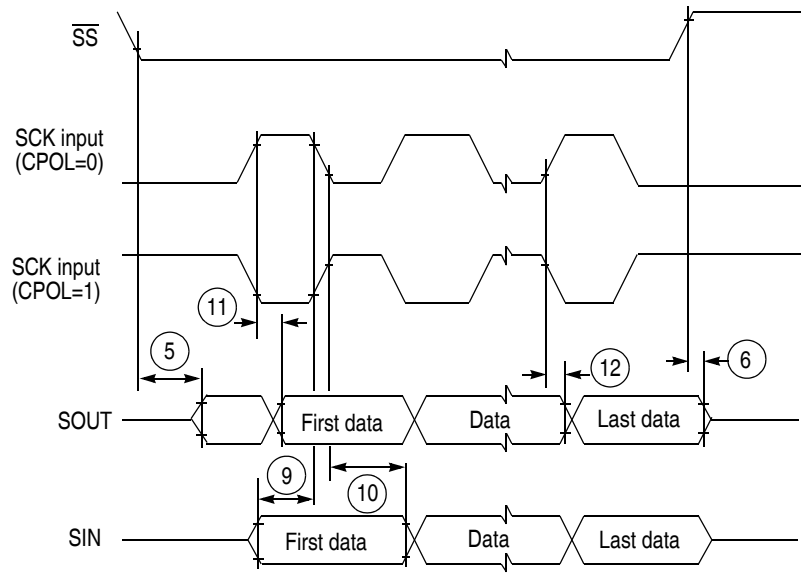 SS
SCK input
(CPOL=0)
SCK input
(CPOL=1)
11
5
12
6
SOUT
First data
Data
Last data
9
10
SIN
First data
Data
Last data